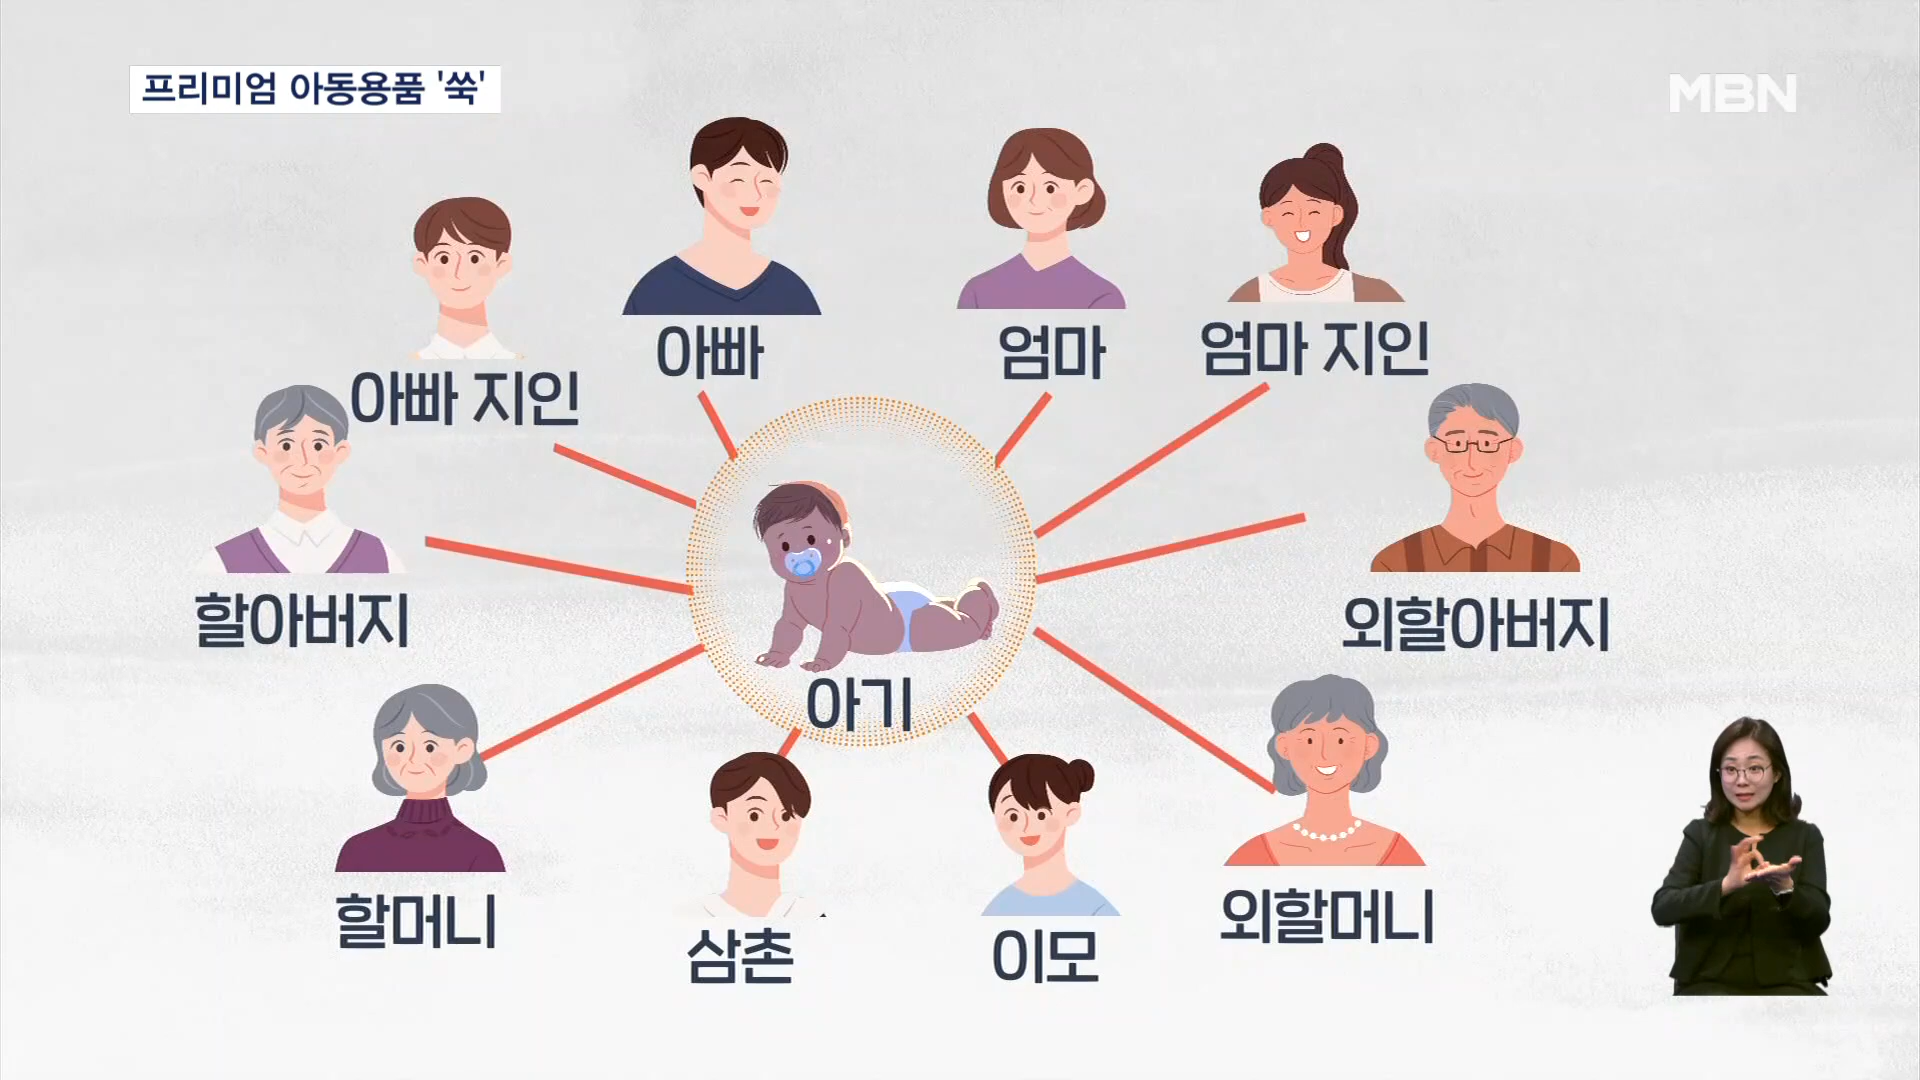 프리미엄 아동용품 '쑥'
MBN
아빠
엄마
엄마 지인
아빠 지인
할아버지
외할아버지
아기
할머니
외할머니
삼촌
이모